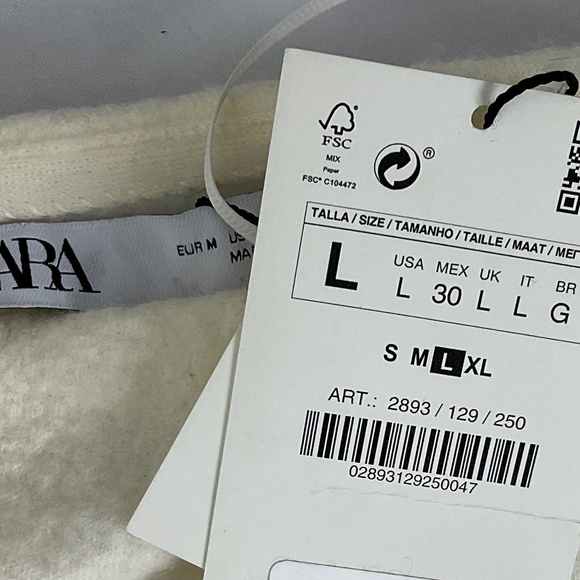 FSC
MIX
Paper
FSC® C104472
®
TALLA / SIZE / TAMANHO / TAILLE / MAAT /
L
USA MEX UK IT BR
L 30 L L G
S M L XL
ART.: 2893 / 129 / 250
02893129250047
ARA
EUR M